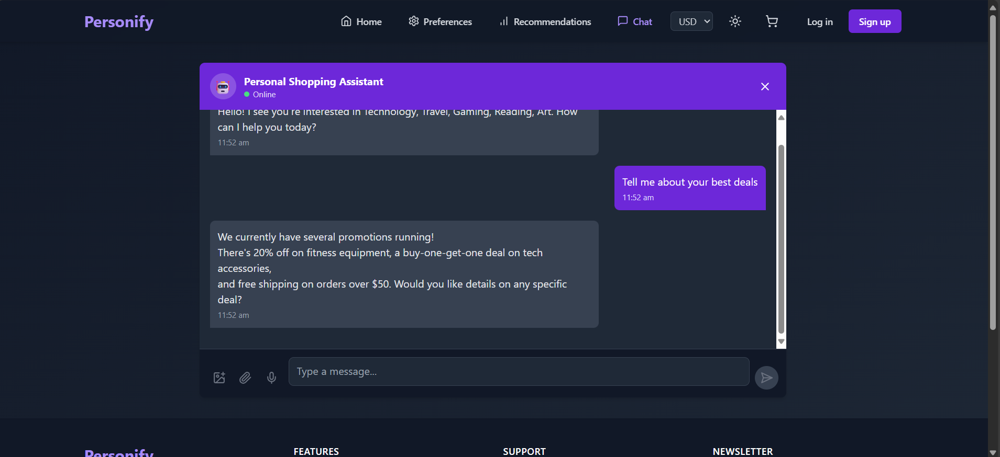 Personify
Home
Preferences
Recommendations
Chat
USD
Log in
Sign up
Personal Shopping Assistant
Online
Hello! I see you're interested in Technology, Travel, Gaming, Reading, Art. How
can I help you today?
11:52 am
Tell me about your best deals
11:52 am
We currently have several promotions running!
There's 20% off on fitness equipment, a buy-one-get-one deal on tech
accessories,
and free shipping on orders over $50. Would you like details on any specific
deal?
11:52 am
Type a message...
Personify
FEATURES
SUPPORT
NEWSLETTER